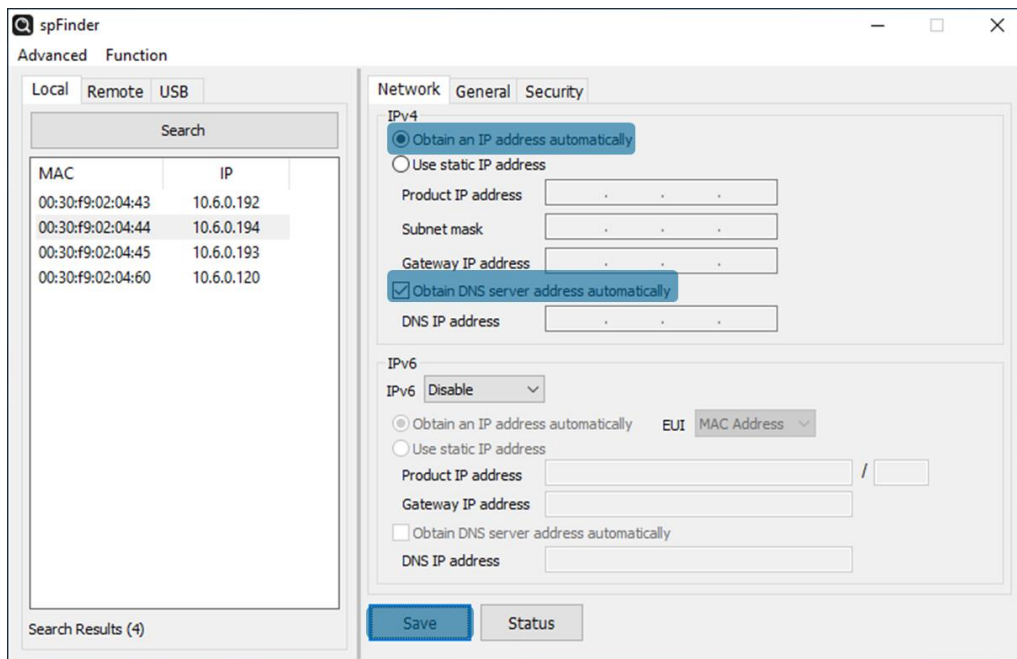 spFinder
Advanced Function
Local Remote USB
Search
MAC IP
00:30:f9:02:04:43 10.6.0.192
00:30:f9:02:04:44 10.6.0.194
00:30:f9:02:04:45 10.6.0.193
00:30:f9:02:04:60 10.6.0.120
Search Results (4)
Network General Security
IPv4
Obtain an IP address automatically
Use static IP address
Product IP address . . .
Subnet mask . . .
Gateway IP address . . .
Obtain DNS server address automatically
DNS IP address . . .
IPv6
IPv6 Disable
Obtain an IP address automatically EUI MAC Address
Use static IP address
Product IP address /
Gateway IP address
Obtain DNS server address automatically
DNS IP address
Save Status